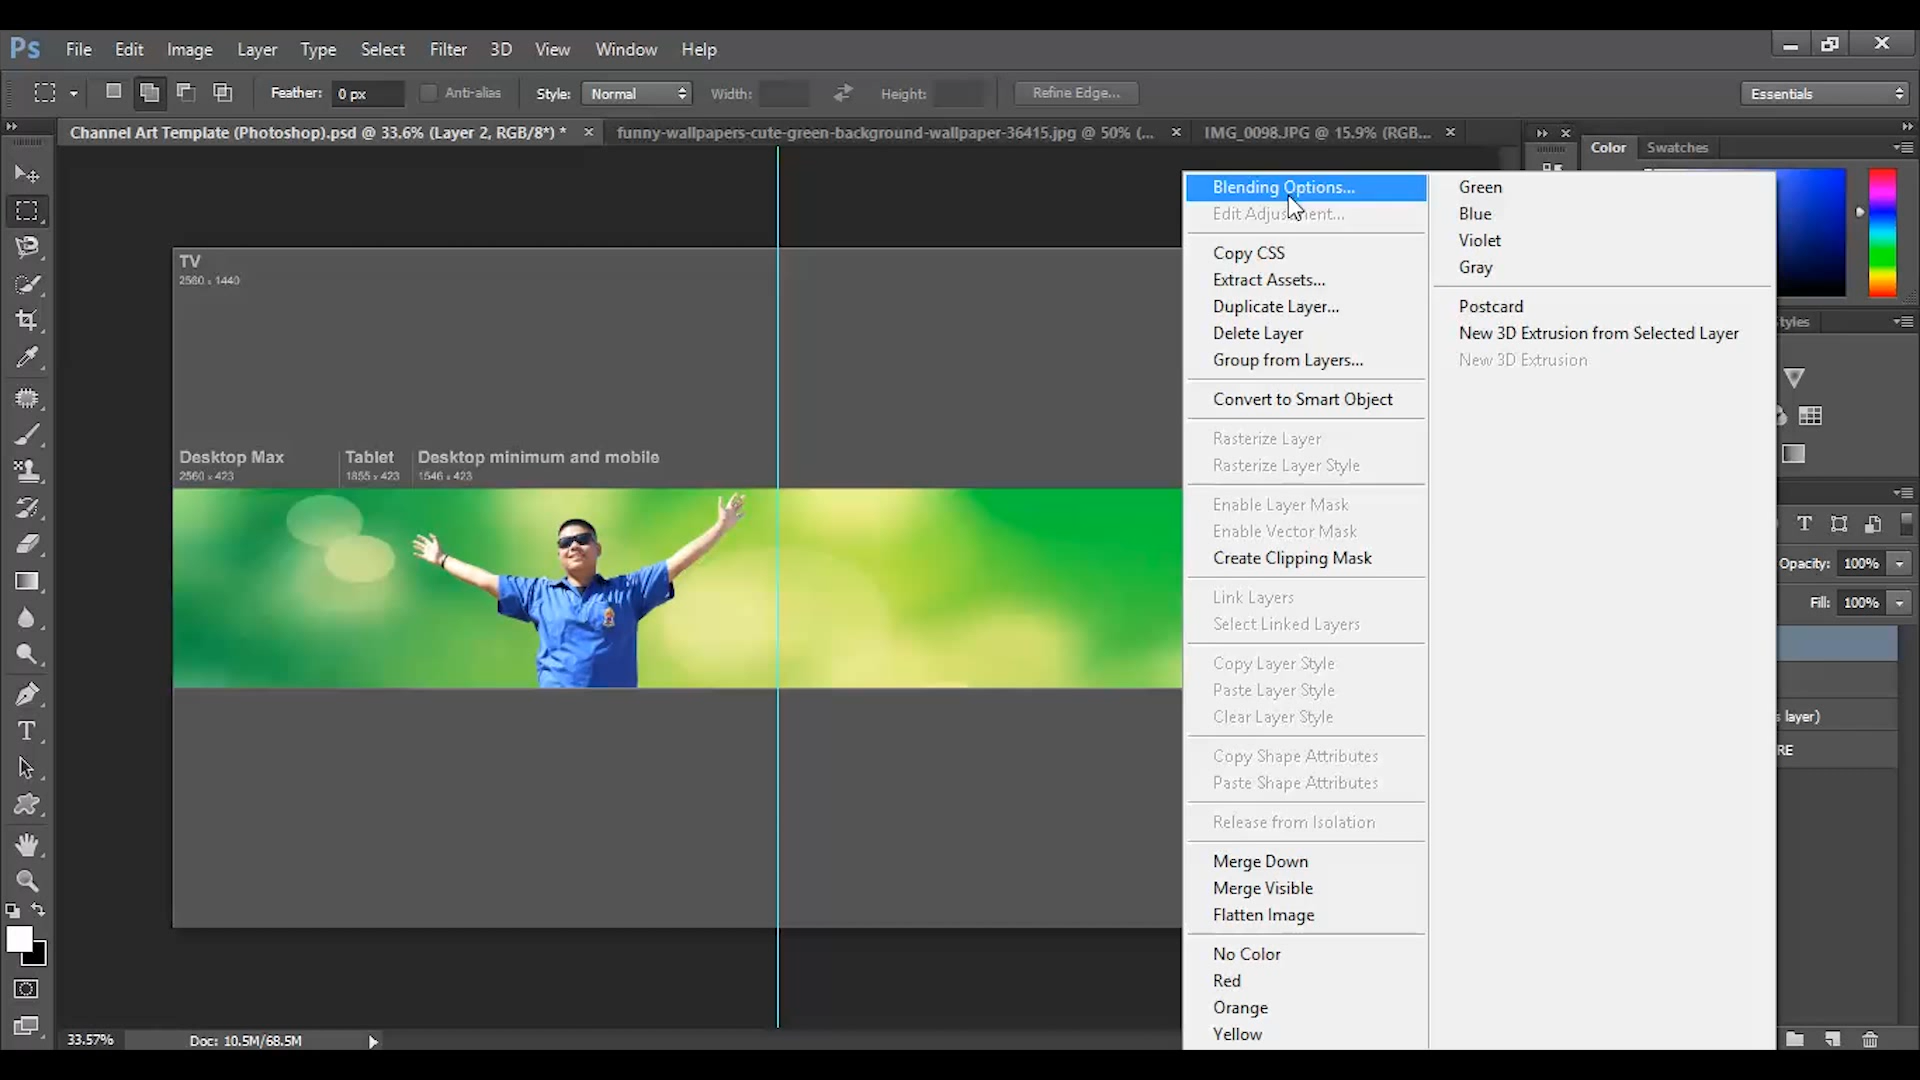 Ps File Edit Image Layer Type Select Filter 3D View Window Help
Feather: 0 px Anti-alias Style: Normal Width: Height: Refine Edge... Essentials
Channel Art Template (Photoshop).psd @ 33.6% (Layer 2, RGB/8*) *
funny-wallpapers-cute-green-background-wallpaper-36415.jpg @ 50% (...
IMG_0098.JPG @ 15.9% (RGB...
Color Swatches
TV
2560 x 1440
Desktop Max
2560 x 423
Tablet
1855 x 423
Desktop minimum and mobile
1546 x 423
Blending Options...
Edit Adjustment...
Copy CSS
Extract Assets...
Duplicate Layer...
Delete Layer
Group from Layers...
Convert to Smart Object
Rasterize Layer
Rasterize Layer Style
Enable Layer Mask
Enable Vector Mask
Create Clipping Mask
Link Layers
Select Linked Layers
Copy Layer Style
Paste Layer Style
Clear Layer Style
Copy Shape Attributes
Paste Shape Attributes
Release from Isolation
Merge Down
Merge Visible
Flatten Image
No Color
Red
Orange
Yellow
Green
Blue
Violet
Gray
Postcard
New 3D Extrusion from Selected Layer
New 3D Extrusion
tyles
Opacity: 100%
Fill: 100%
s layer)
RE
33.57% Doc: 10.5M/68.5M